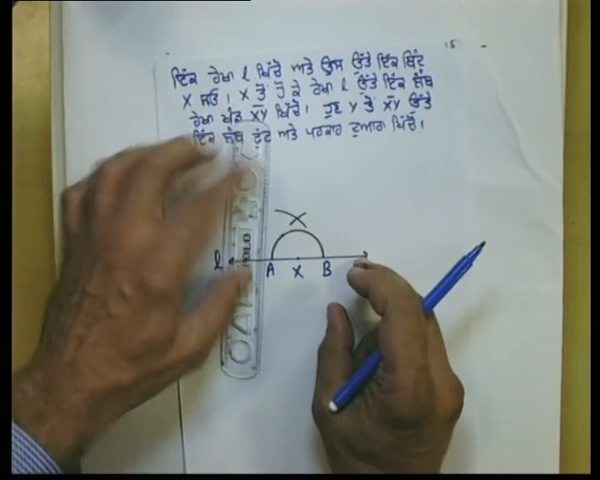 ਇੱਕ ਰੇਖਾ l ਖਿੱਚੋ ਅਤੇ ਉਸ ਉੱਤੇ ਇੱਕ ਬਿੰਦੂ
X ਲਓ। X ਤੋਂ ਹੋ ਕੇ ਰੇਖਾ l ਉੱਤੇ ਇੱਕ ਲੰਬ
ਰੇਖਾ ਖੰਡ XY ਖਿੱਚੋ। ਹੁਣ Y ਤੋਂ XY ਉੱਤੇ
ਇੱਕ ਲੰਬ ਅਤੇ ਪਰਕਾਰ ਦੁਆਰਾ ਖਿੱਚੋ।
l A X B